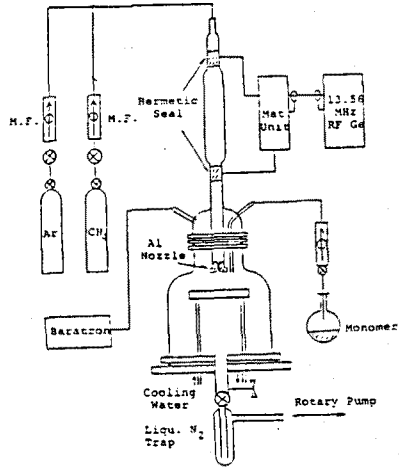 M.F.
M.F.
Hermetic
Seal
Mat
Unit
13.56
MHz
RF Ge
Ar
CH4
Al
Nozzle
Baratron
Monomer
Cooling
Water
Rotary Pump
Liqu. N2
Trap